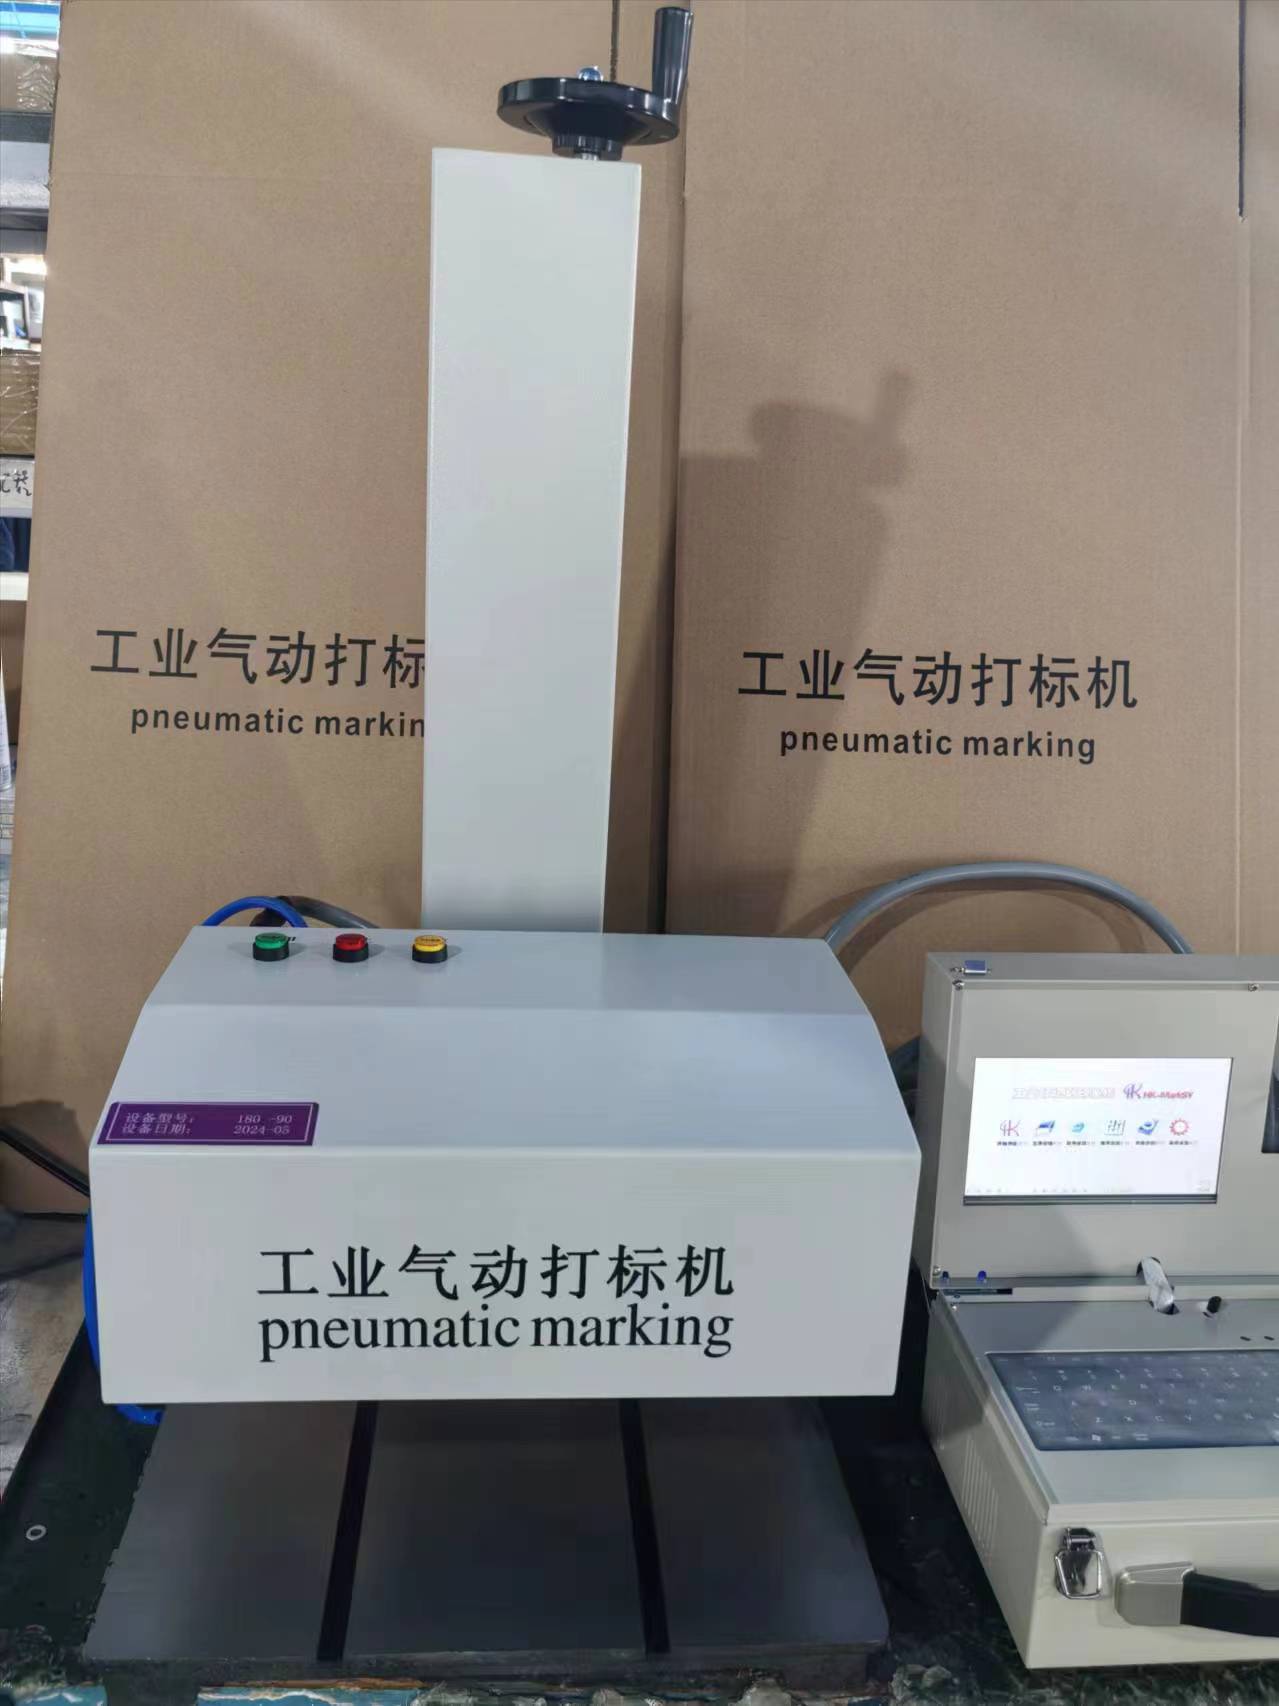 工业气动打标
pneumatic markin
工业气动打标机
pneumatic marking
设备型号: 180 -90
设备日期: 2024-05
工业气动打标机
pneumatic marking
HK-MarkSY